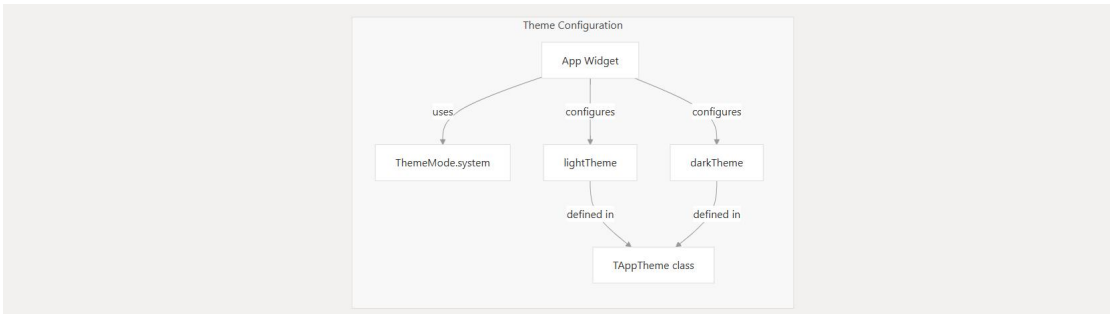 Theme Configuration
App Widget
uses
configures
configures
ThemeMode.system
lightTheme
darkTheme
defined in
defined in
TAppTheme class